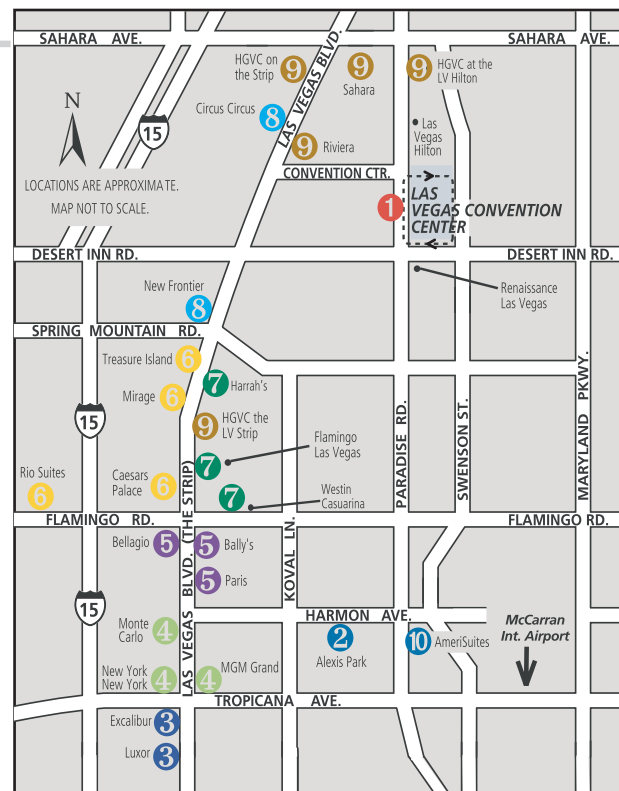 SAHARA AVE.
SAHARA AVE.
LAS VEGAS BLVD.
HGVC on
the Strip
9
9
Sahara
9
HGVC at the
LV Hilton
N
15
Circus Circus
8
Las
Vegas
Hilton
9
Riviera
CONVENTION CTR.
LOCATIONS ARE APPROXIMATE.
MAP NOT TO SCALE.
1
LAS
VEGAS CONVENTION
CENTER
DESERT INN RD.
DESERT INN RD.
New Frontier
8
Renaissance
Las Vegas
SPRING MOUNTAIN RD.
Treasure Island
6
7
Harrah's
Mirage
6
15
9
HGVC the
LV Strip
Flamingo
Las Vegas
7
PARADISE RD.
SWENSON ST.
MARYLAND PKWY.
Rio Suites
6
Caesars
Palace
6
7
Westin
Casuarina
FLAMINGO RD.
FLAMINGO RD.
LAS VEGAS BLVD. (THE STRIP)
KOVAL LN.
Bellagio
5
5
Bally's
5
Paris
15
HARMON AVE.
Monte
Carlo
4
2
Alexis Park
10
AmeriSuites
McCarran
Int. Airport
New York
New York
4
4
MGM Grand
TROPICANA AVE.
Excalibur
3
Luxor
3